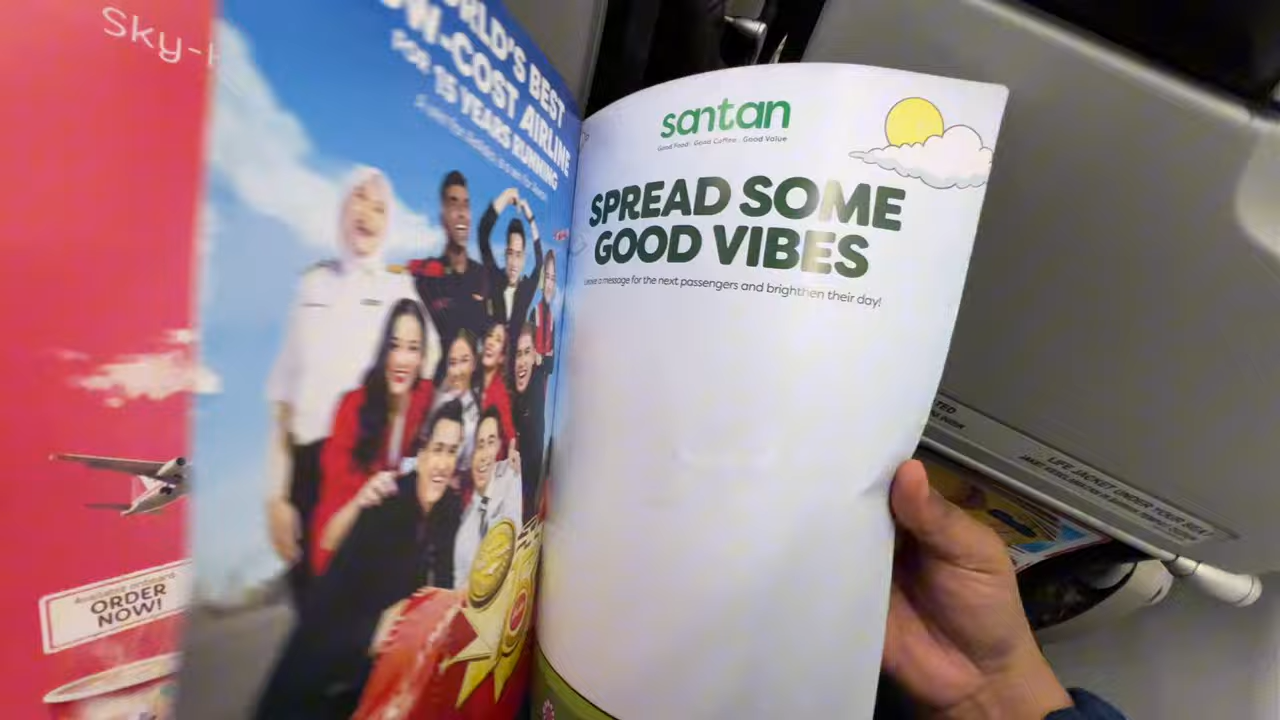 Sky-
WORLD'S BEST
LOW-COST AIRLINE
FOR 15 YEARS RUNNING
Available onboard
ORDER
NOW!
santan
Good Food. Good Coffee. Good Value
SPREAD SOME
GOOD VIBES
Leave a message for the next passengers and brighten their day!
LIFE JACKET UNDER YOUR SEAT